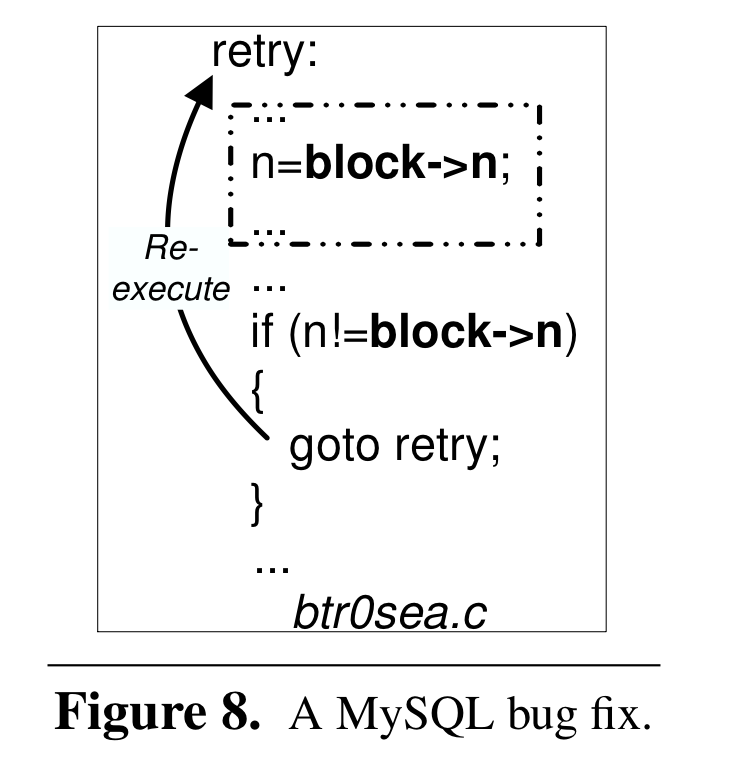 retry:
...
n=block->n;
...
Re-
execute
...
if (n!=block->n)
{
goto retry;
}
...
btr0sea.c
Figure 8. A MySQL bug fix.